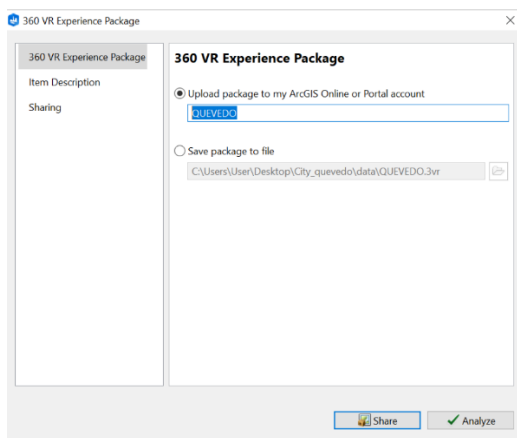 360 VR Experience Package
360 VR Experience Package
Item Description
Sharing
360 VR Experience Package
Upload package to my ArcGIS Online or Portal account
QUEVEDO
Save package to file
C:\Users\User\Desktop\City_quevedo\data\QUEVEDO.3vr
Share
Analyze